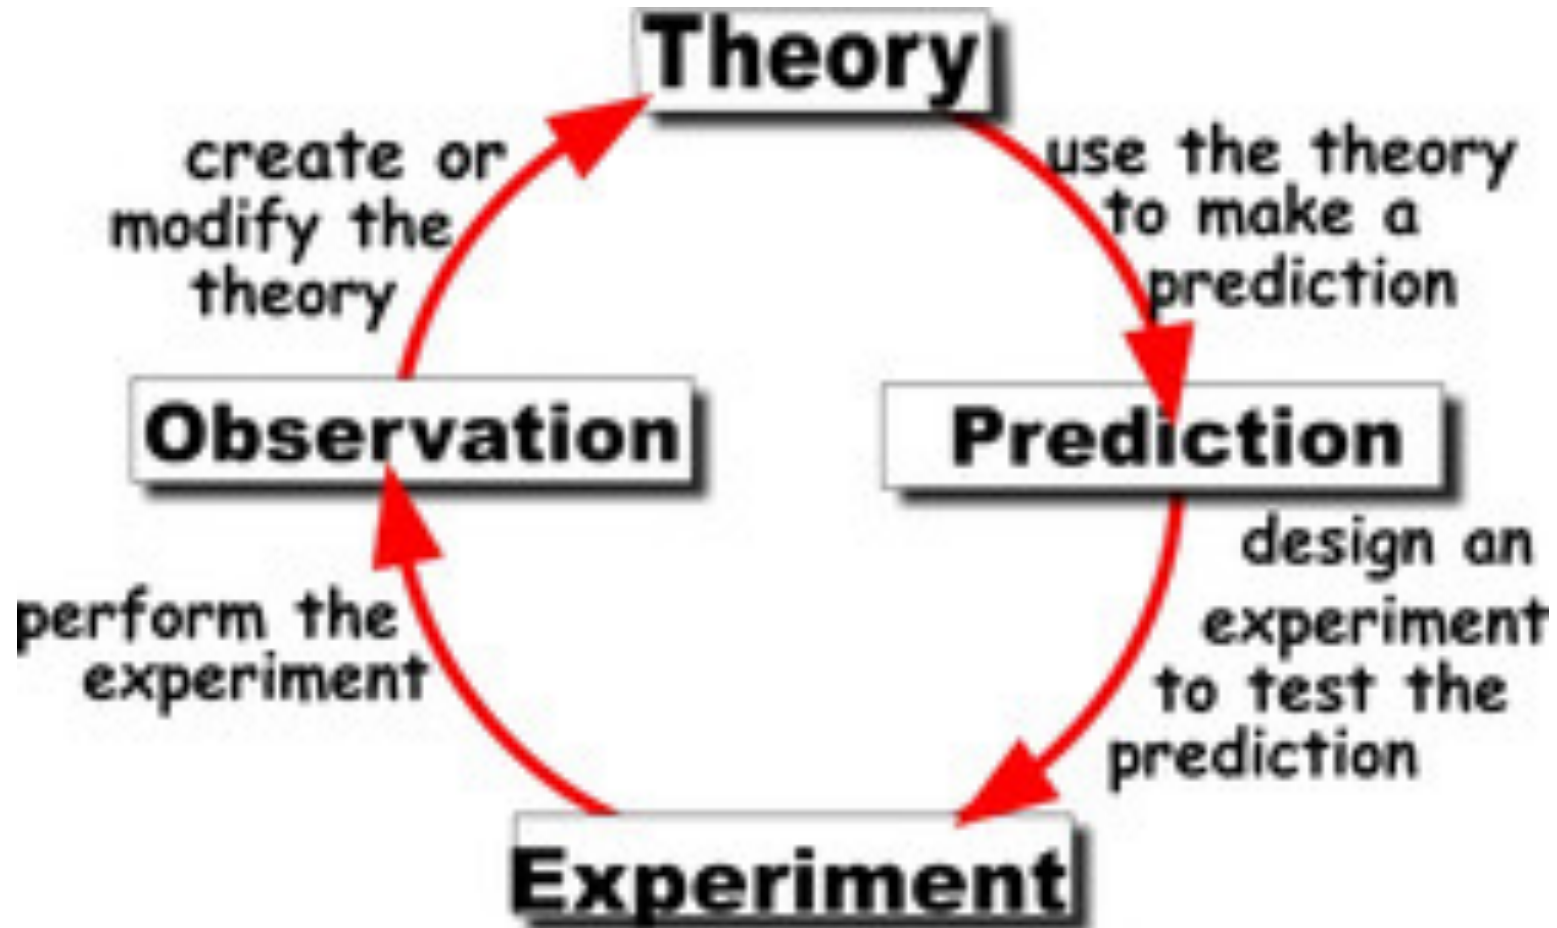 Theory
create or
modify the
theory
use the theory
to make a
prediction
Observation
Prediction
perform the
experiment
design an
experiment
to test the
prediction
Experiment